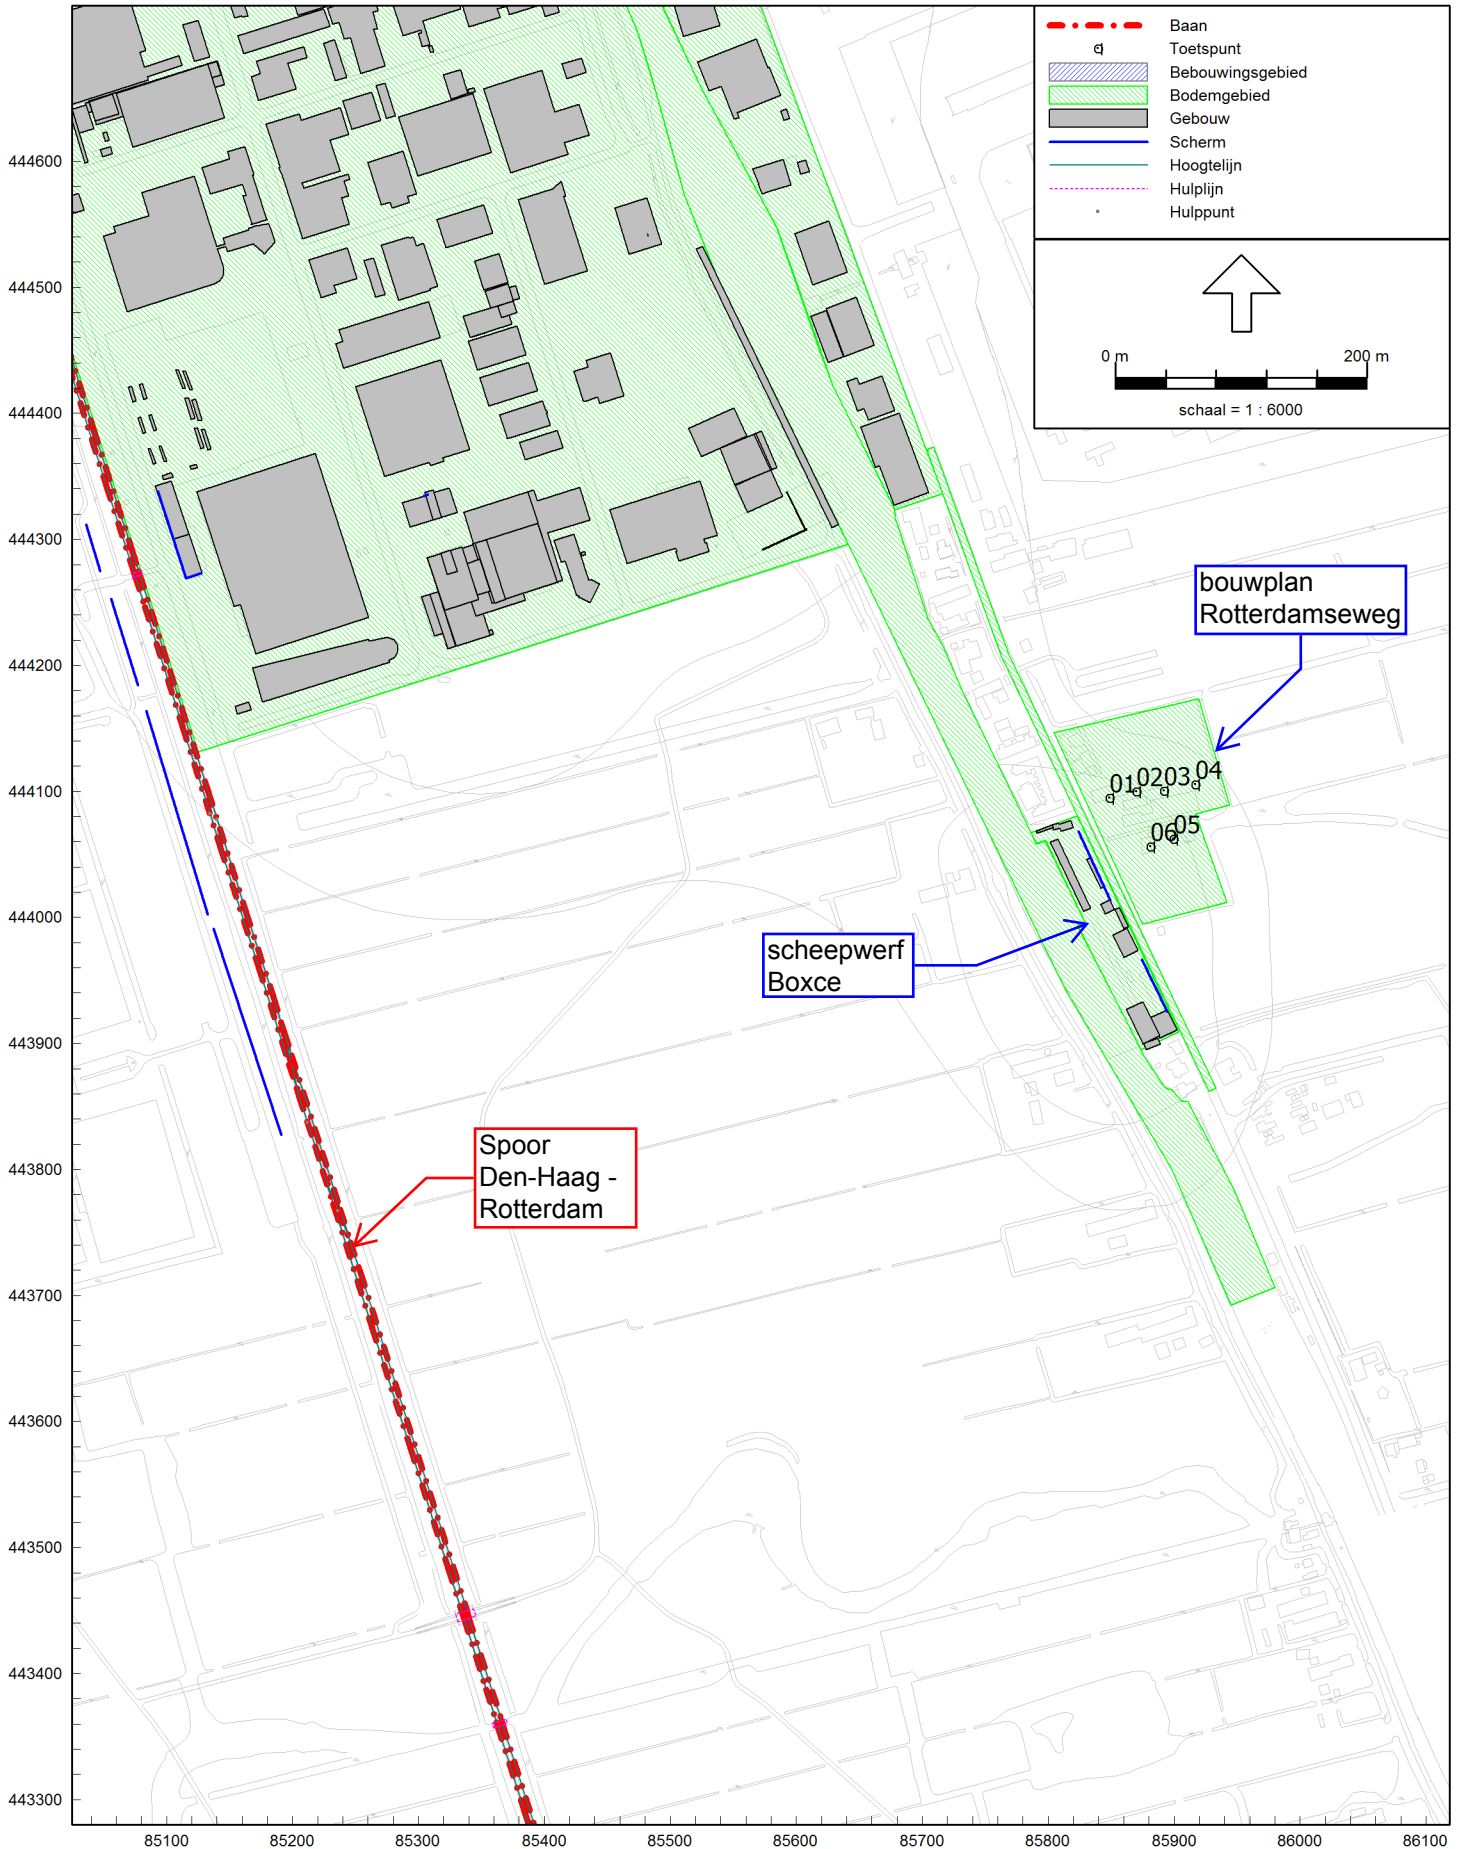 Baan
Toetspunt
Bebouwingsgebied
Bodemgebied
Gebouw
Scherm
Hoogtelijn
Hulplijn
Hulppunt
0 m 200 m
schaal = 1 : 6000
444600
444500
444400
444300
444200
444100
444000
443900
443800
443700
443600
443500
443400
443300
bouwplan
Rotterdamseweg
01 02 03 04
06 05
scheepwerf
Boxce
Spoor
Den-Haag -
Rotterdam
85100 85200 85300 85400 85500 85600 85700 85800 85900 86000 86100